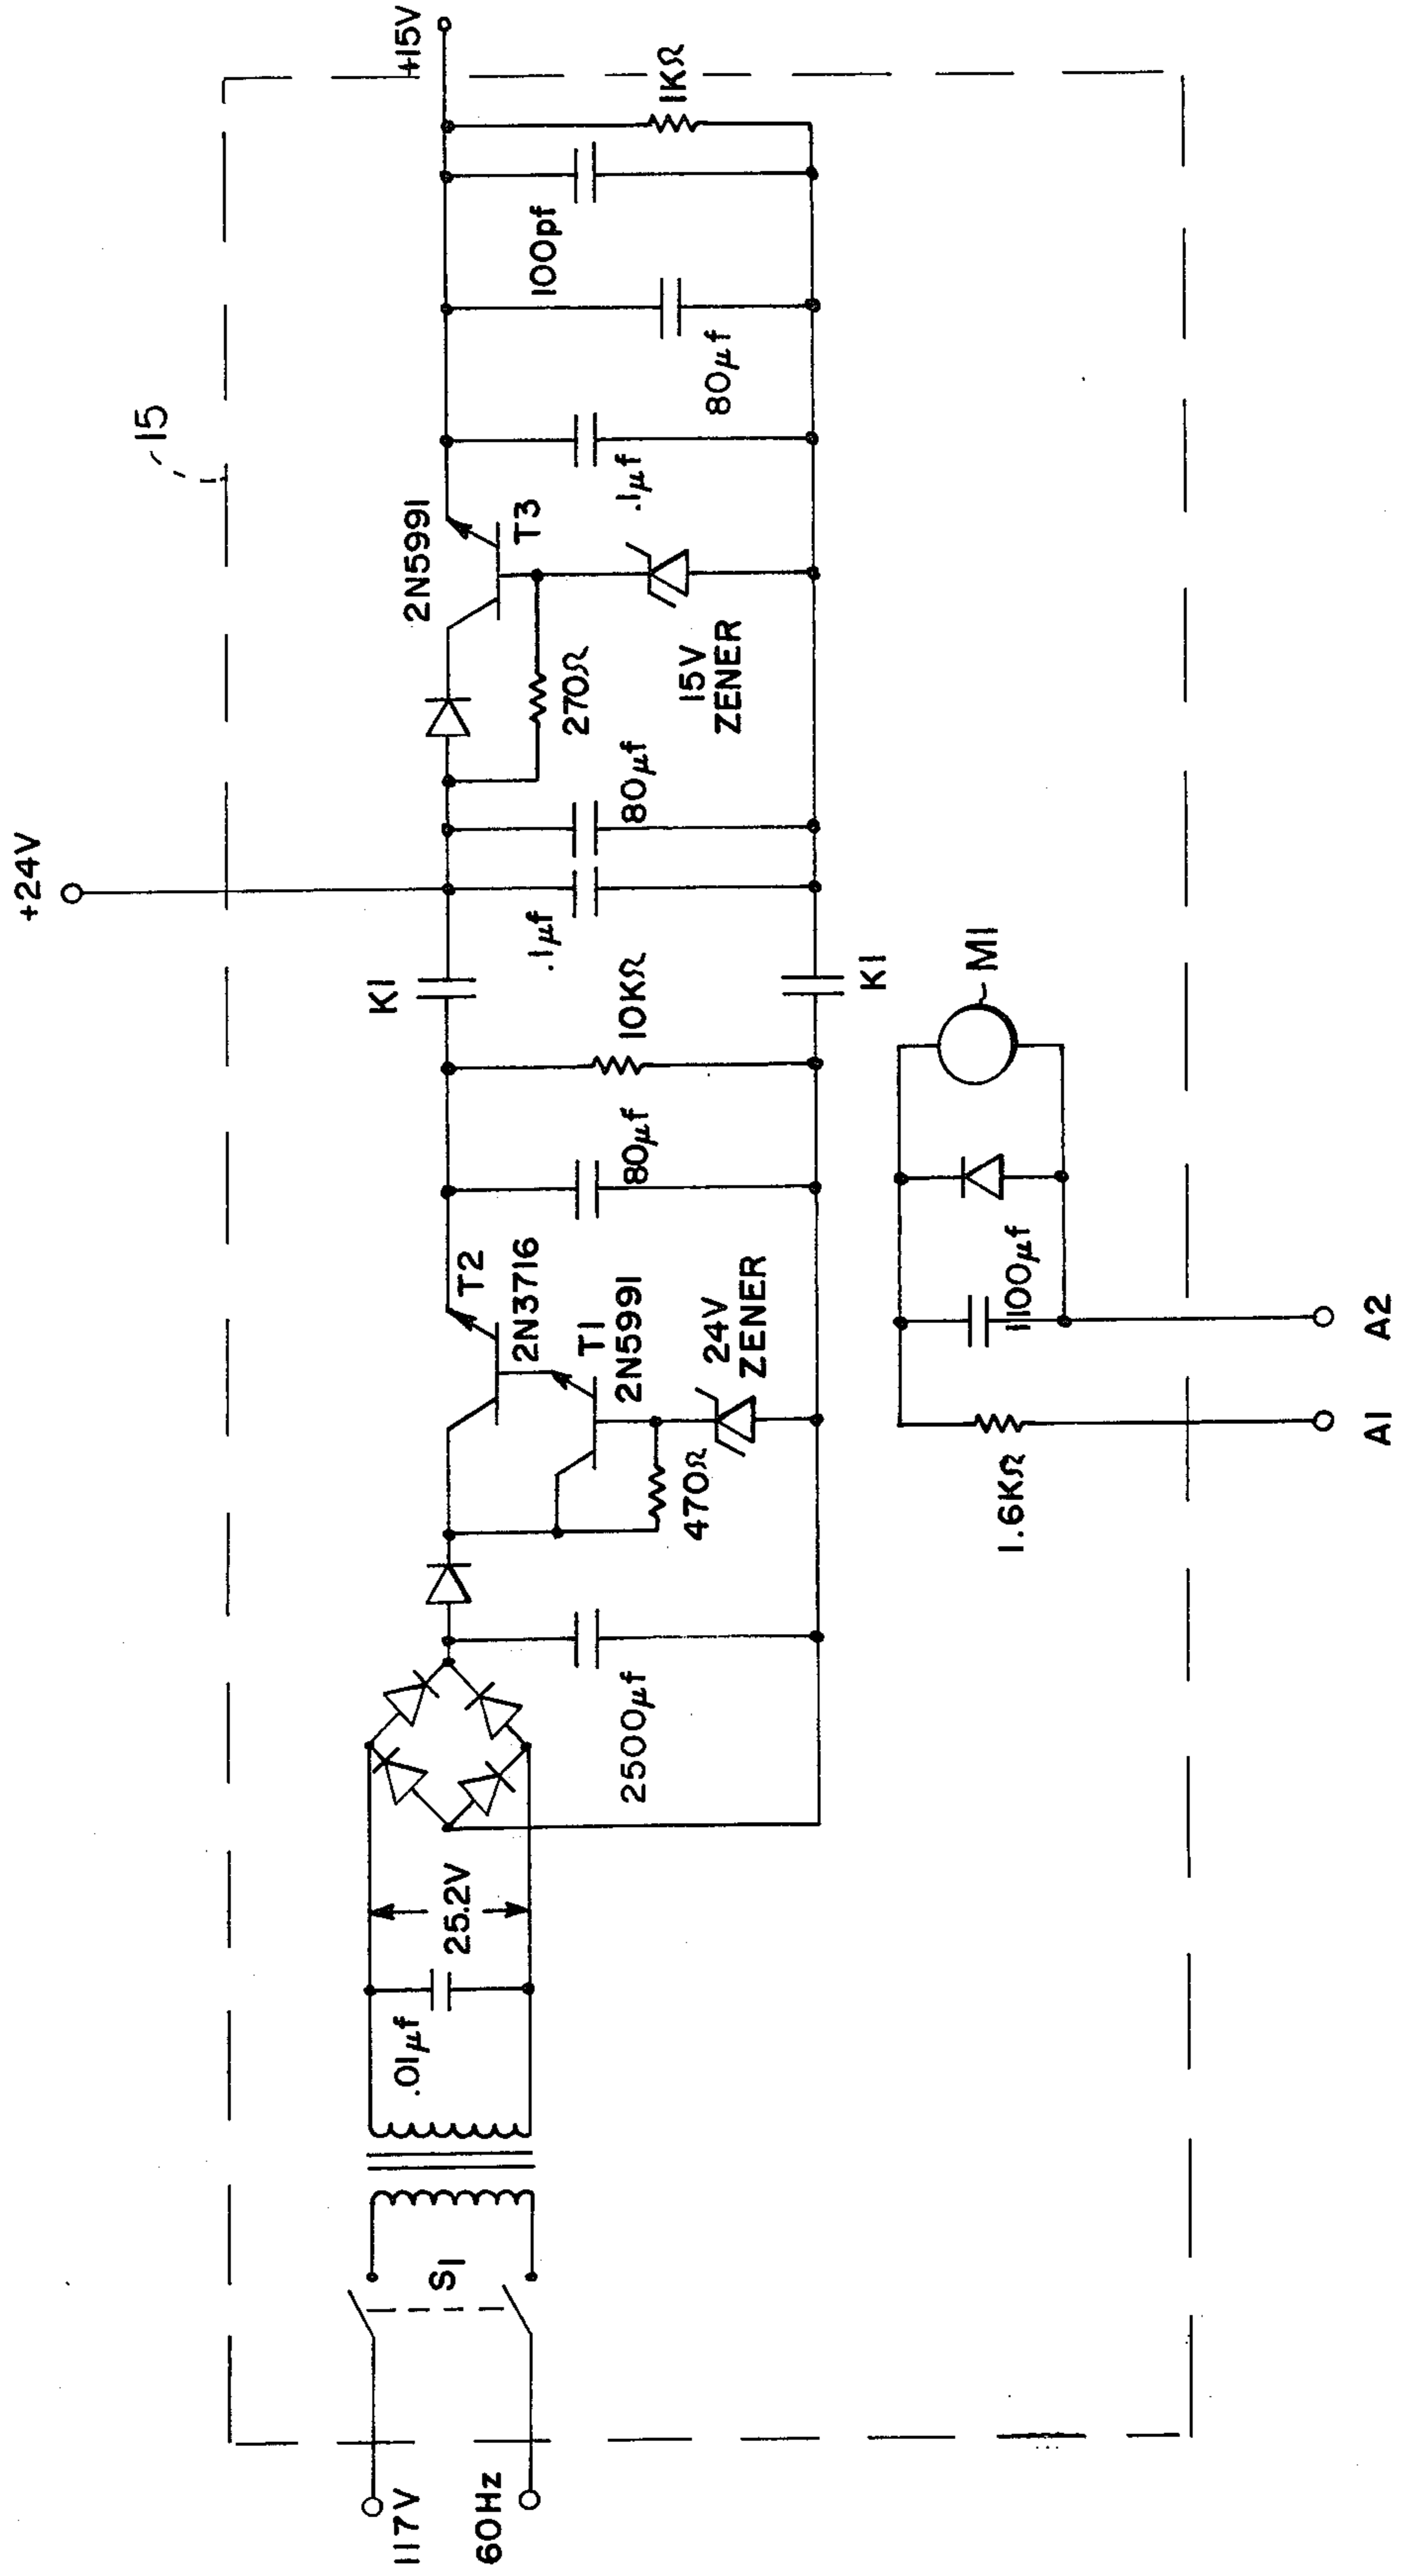 15
+24V
+15V
117V
60Hz
S1
.01µf
25.2V
2500µf
T2
2N3716
T1
2N5991
470Ω
24V
ZENER
80µf
10KΩ
K1
K1
.1µf
80µf
2N5991
T3
270Ω
15V
ZENER
.1µf
80µf
100pf
1KΩ
1.6KΩ
100µf
M1
A1
A2